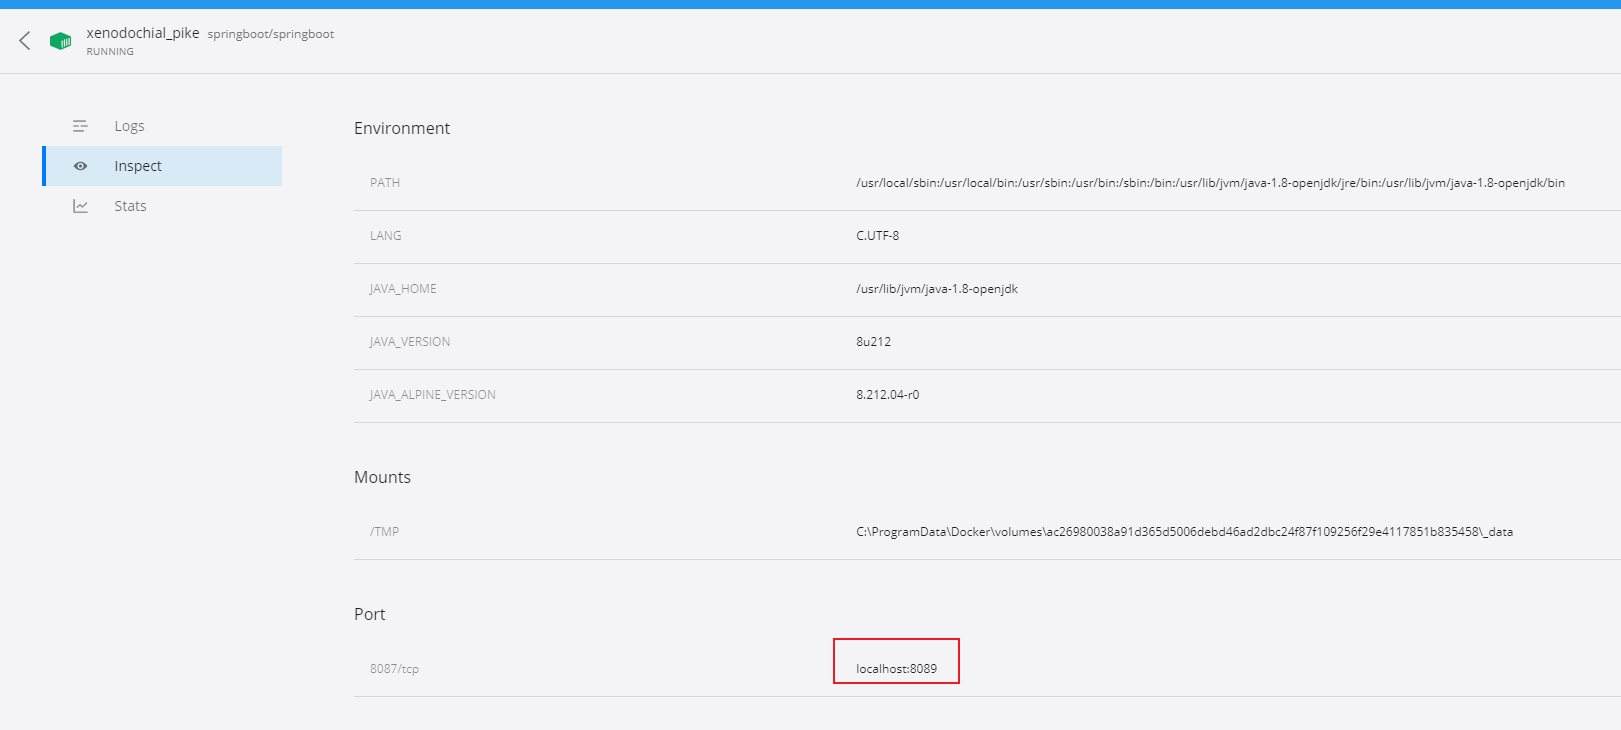 xenodochial_pike springboot/springboot
RUNNING
Logs
Inspect
Stats
Environment
PATH /usr/local/sbin:/usr/local/bin:/usr/sbin:/usr/bin:/sbin:/bin:/usr/lib/jvm/java-1.8-openjdk/jre/bin:/usr/lib/jvm/java-1.8-openjdk/bin
LANG C.UTF-8
JAVA_HOME /usr/lib/jvm/java-1.8-openjdk
JAVA_VERSION 8u212
JAVA_ALPINE_VERSION 8.212.04-r0
Mounts
/TMP C:\ProgramData\Docker\volumes\ac26980038a91d365d5006debd46ad2dbc24f87f109256f29e4117851b835458\_data
Port
8087/tcp localhost:8089